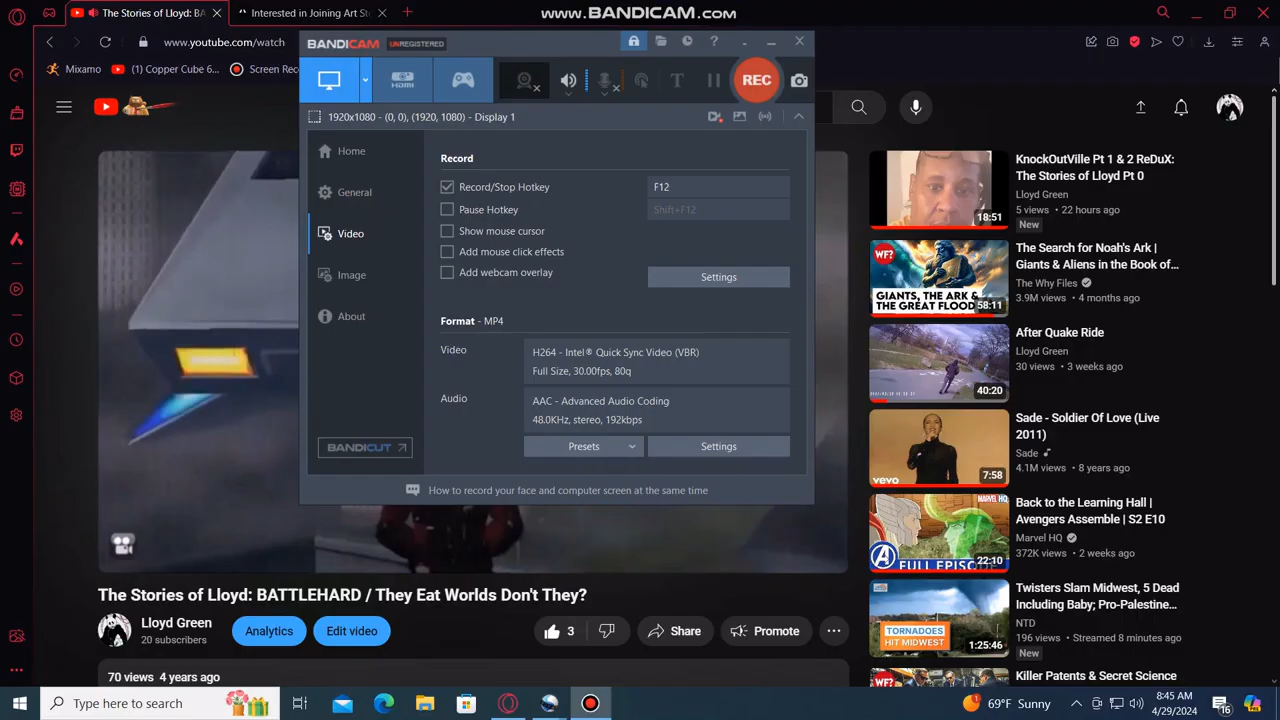 The Stories of Lloyd: BA
Interested in Joining Art Sto
www.BANDICAM.com
www.youtube.com/watch
Mixamo
(1) Copper Cube 6...
Screen Reco
BANDICAM
UNREGISTERED
HDMI
REC
1920x1080 - (0, 0), (1920, 1080) - Display 1
Home
General
Video
Image
About
BANDICUT
Record
Record/Stop Hotkey
F12
Pause Hotkey
Shift+F12
Show mouse cursor
Add mouse click effects
Add webcam overlay
Settings
Format - MP4
Video
H264 - Intel® Quick Sync Video (VBR)
Full Size, 30.00fps, 80q
Audio
AAC - Advanced Audio Coding
48.0KHz, stereo, 192kbps
Presets
Settings
How to record your face and computer screen at the same time
The Stories of Lloyd: BATTLEHARD / They Eat Worlds Don't They?
Lloyd Green
20 subscribers
Analytics
Edit video
3
Share
Promote
70 views 4 years ago
18:51
KnockOutVille Pt 1 & 2 ReDuX:
The Stories of Lloyd Pt 0
Lloyd Green
5 views • 22 hours ago
New
WF?
GIANTS, THE ARK &
THE GREAT FLOOD
58:11
The Search for Noah's Ark |
Giants & Aliens in the Book of...
The Why Files
3.9M views • 4 months ago
40:20
After Quake Ride
Lloyd Green
30 views • 3 weeks ago
vevo
7:58
Sade - Soldier Of Love (Live
2011)
Sade
4.1M views • 8 years ago
MARVEL HQ
FULL EPISODE
22:10
Back to the Learning Hall |
Avengers Assemble | S2 E10
Marvel HQ
372K views • 2 weeks ago
TORNADOES
HIT MIDWEST
1:25:46
Twisters Slam Midwest, 5 Dead
Including Baby; Pro-Palestine...
NTD
196 views • Streamed 8 minutes ago
New
WF?
Killer Patents & Secret Science
Type here to search
69°F Sunny
8:45 AM
4/29/2024
16